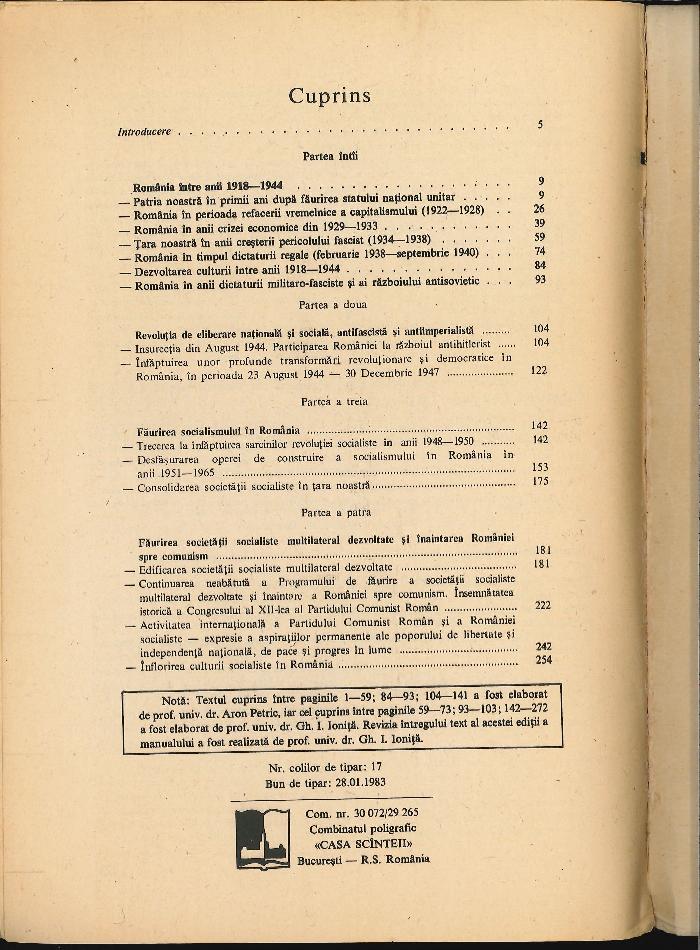 Cuprins
Introducere . . . . . . . . . . . . . . . . . . . . . . . . . . . . . . 5
Partea întîi
România între anii 1918—1944 . . . . . . . . . . . . . . . . . . . 9
— Patria noastră în primii ani după făurirea statului național unitar . . . . . 9
— România în perioada refacerii vremelnice a capitalismului (1922—1928) . . 26
— România în anii crizei economice din 1929—1933 . . . . . . . . . . . . 39
— Țara noastră în anii creșterii pericolului fascist (1934—1938) . . . . . . . 59
— România în timpul dictaturii regale (februarie 1938—septembrie 1940) . . . 74
— Dezvoltarea culturii între anii 1918—1944 . . . . . . . . . . . . . . . 84
— România în anii dictaturii militaro-fasciste și ai războiului antisovietic . . . 93
Partea a doua
Revoluția de eliberare națională și socială, antifascistă și antiimperialistă ......... 104
— Insurecția din August 1944. Participarea României la războiul antihitlerist ...... 104
— Înfăptuirea unor profunde transformări revoluționare și democratice în
România, în perioada 23 August 1944 — 30 Decembrie 1947 ...................... 122
Partea a treia
Făurirea socialismului în România .............................................. 142
— Trecerea la înfăptuirea sarcinilor revoluției socialiste în anii 1948—1950 ........... 142
— Desfășurarea operei de construire a socialismului în România în
anii 1951—1965 .............................................................. 153
— Consolidarea societății socialiste în țara noastră ................................ 175
Partea a patra
Făurirea societății socialiste multilateral dezvoltate și înaintarea României
spre comunism .............................................................. 181
— Edificarea societății socialiste multilateral dezvoltate ........................... 181
— Continuarea neabătută a Programului de făurire a societății socialiste
multilateral dezvoltate și înaintare a României spre comunism. Însemnătatea
istorică a Congresului al XII-lea al Partidului Comunist Român ................. 222
— Activitatea internațională a Partidului Comunist Român și a României
socialiste — expresie a aspirațiilor permanente ale poporului de libertate și
independență națională, de pace și progres în lume ............................ 242
— Înflorirea culturii socialiste în România ........................................ 254
Notă: Textul cuprins între paginile 1—59; 84—93; 104—141 a fost elaborat
de prof. univ. dr. Aron Petric, iar cel cuprins între paginile 59—73; 93—103; 142—272
a fost elaborat de prof. univ. dr. Gh. I. Ioniță. Revizia întregului text al acestei ediții a
manualului a fost realizată de prof. univ. dr. Gh. I. Ioniță.
Nr. colilor de tipar: 17
Bun de tipar: 28.01.1983
Com. nr. 30 072/29 265
Combinatul poligrafic
«CASA SCÎNTEII»
București — R.S. România